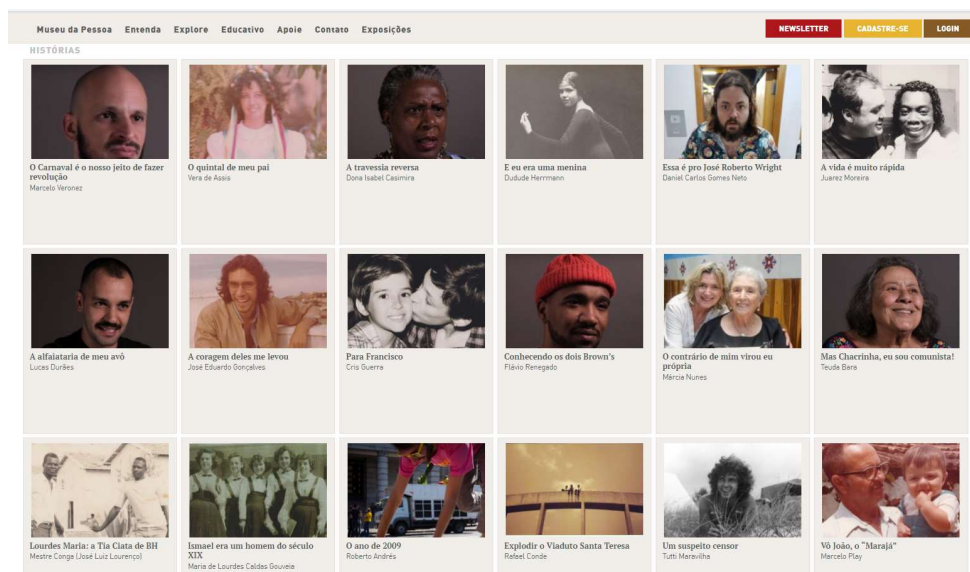 Museu da Pessoa Entenda Explore Educativo Apoie Contato Exposições NEWSLETTER CADASTRE-SE LOGIN
HISTÓRIAS
O Carnaval é o nosso jeito de fazer
revolução
Marcelo Veronez
O quintal de meu pai
Vera de Assis
A travessia reversa
Dona Isabel Casimira
E eu era uma menina
Dudude Herrmann
Essa é pro José Roberto Wright
Daniel Carlos Gomes Neto
A vida é muito rápida
Juarez Moreira
A alfaiataria de meu avô
Lucas Durães
A coragem deles me levou
José Eduardo Gonçalves
Para Francisco
Cris Guerra
Conhecendo os dois Brown's
Flávio Renegado
O contrário de mim virou eu
própria
Márcia Nunes
Mas Chacrinha, eu sou comunista!
Teuda Bara
Lourdes Maria: a Tia Ciata de BH
Mestre Conga (José Luiz Lourenço)
Ismael era um homem do século
XIX
Maria de Lourdes Caldas Gouveia
O ano de 2009
Roberto Andrés
Explodir o Viaduto Santa Teresa
Rafael Conde
Um suspeito censor
Tutti Maravilha
Vô João, o "Marajá"
Marcelo Play